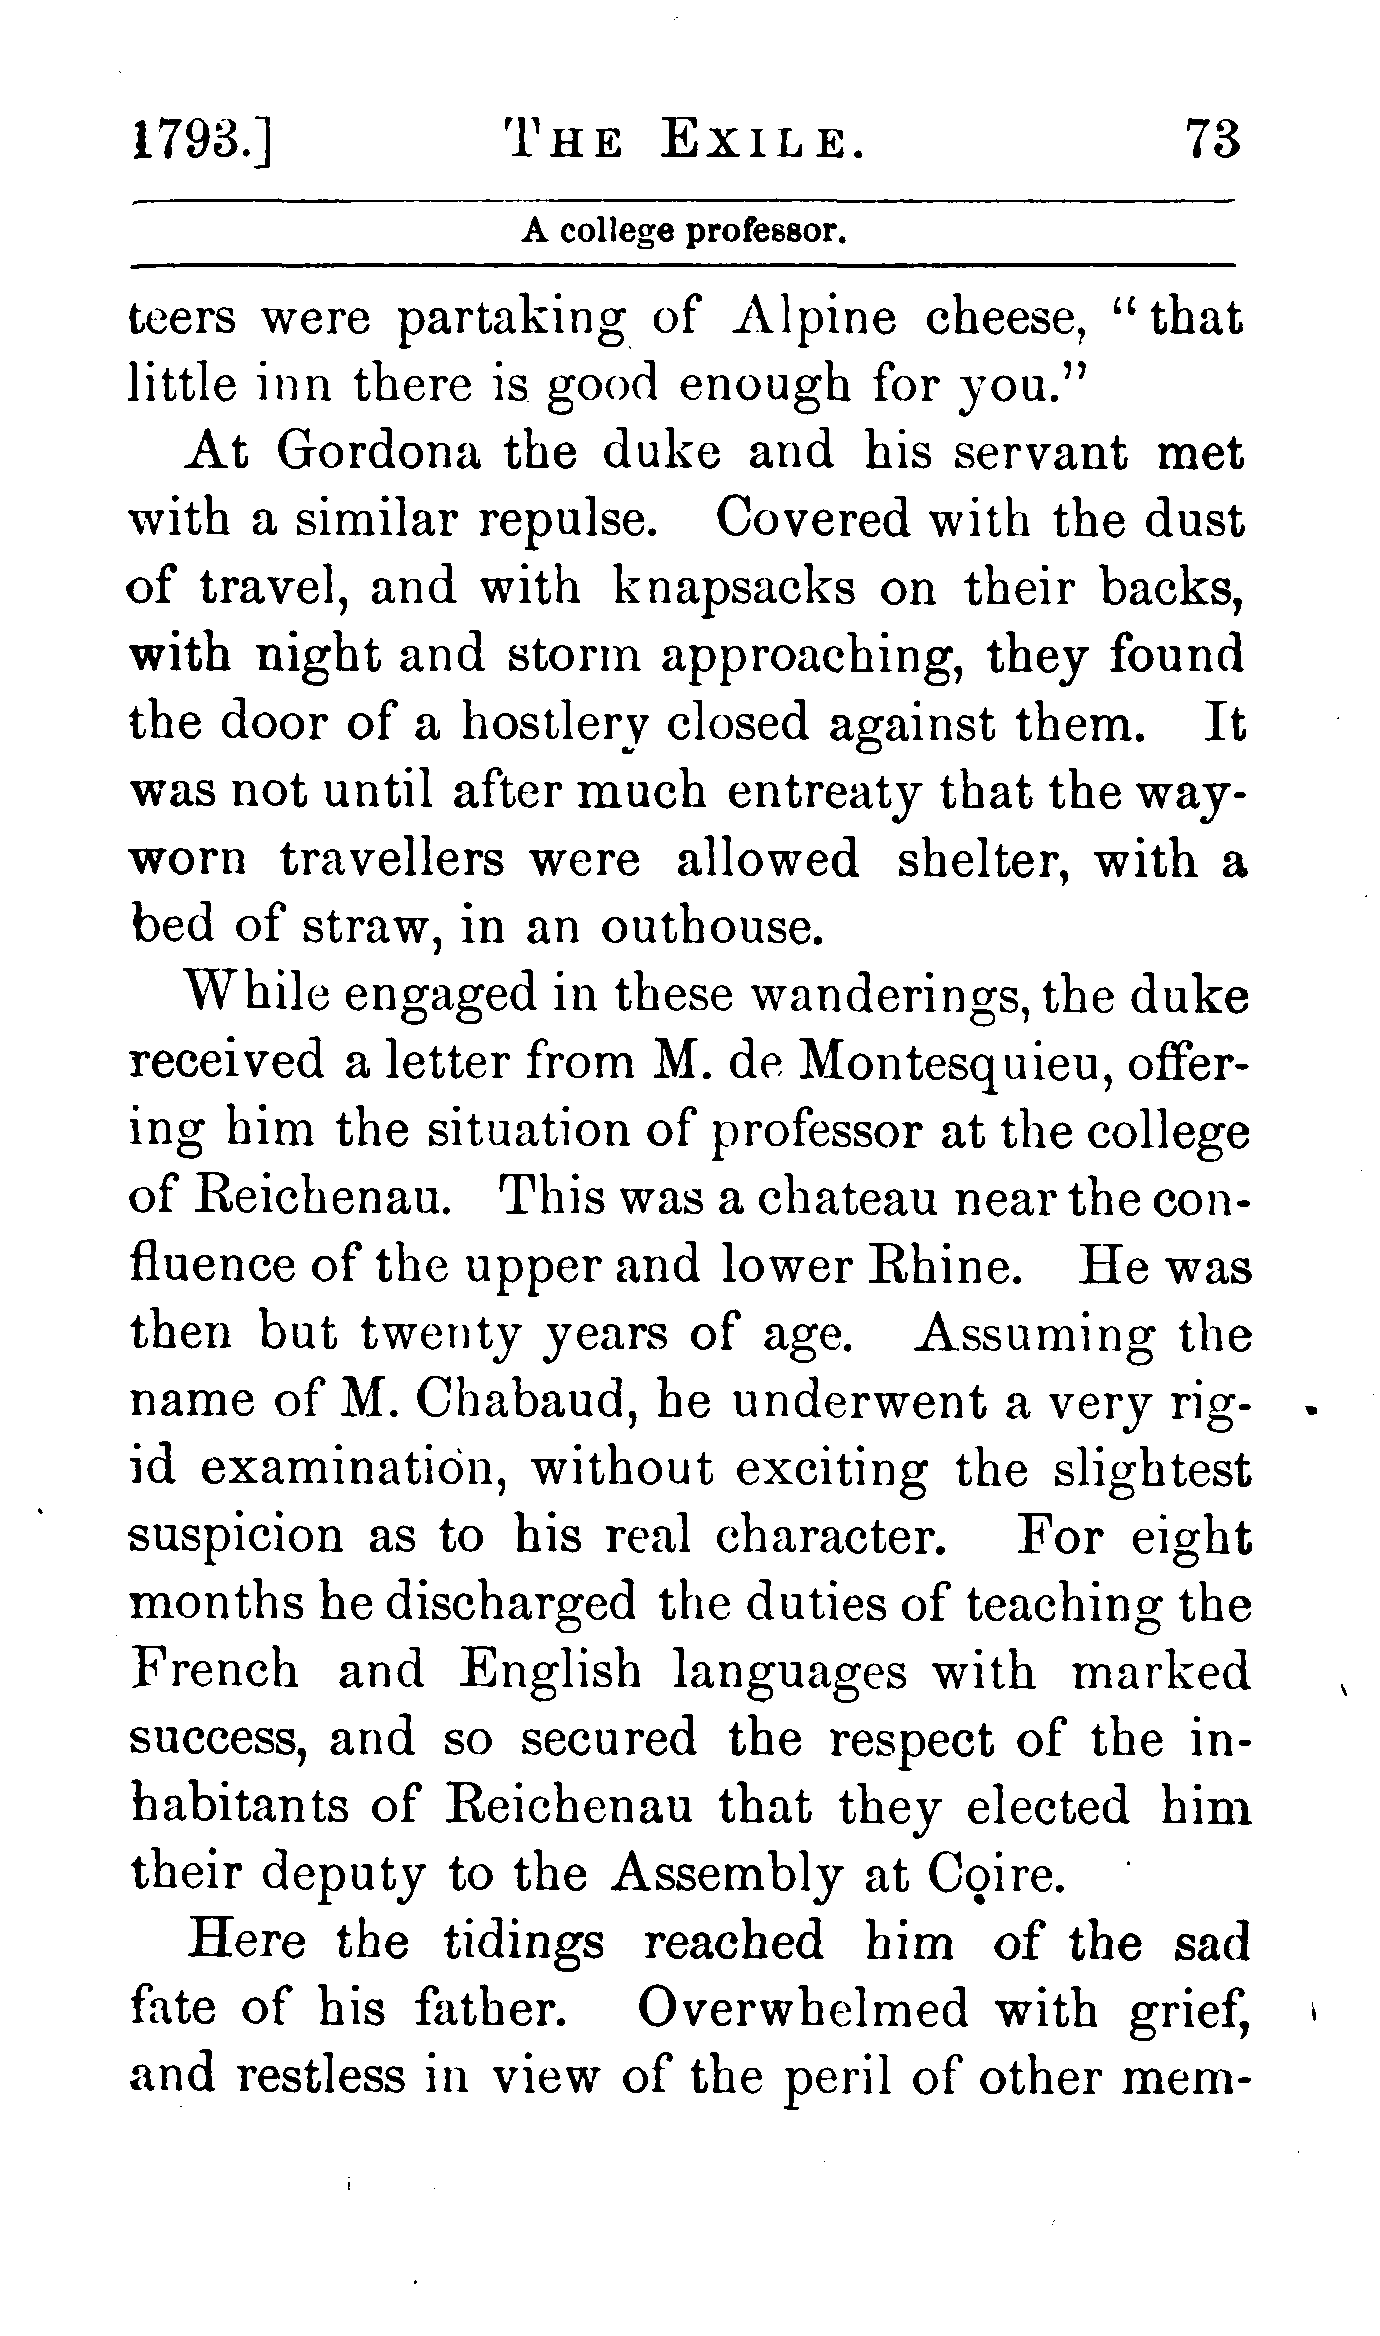 1793.] THE EXILE. 73
A college professor.
teers were partaking of Alpine cheese, "that
little inn there is good enough for you."
At Gordona the duke and his servant met
with a similar repulse. Covered with the dust
of travel, and with knapsacks on their backs,
with night and storm approaching, they found
the door of a hostlery closed against them. It
was not until after much entreaty that the way-
worn travellers were allowed shelter, with a
bed of straw, in an outhouse.
While engaged in these wanderings, the duke
received a letter from M. de Montesquieu, offer-
ing him the situation of professor at the college
of Reichenau. This was a chateau near the con-
fluence of the upper and lower Rhine. He was
then but twenty years of age. Assuming the
name of M. Chabaud, he underwent a very rig-
id examination, without exciting the slightest
suspicion as to his real character. For eight
months he discharged the duties of teaching the
French and English languages with marked
success, and so secured the respect of the in-
habitants of Reichenau that they elected him
their deputy to the Assembly at Coire.
Here the tidings reached him of the sad
fate of his father. Overwhelmed with grief,
and restless in view of the peril of other mem-